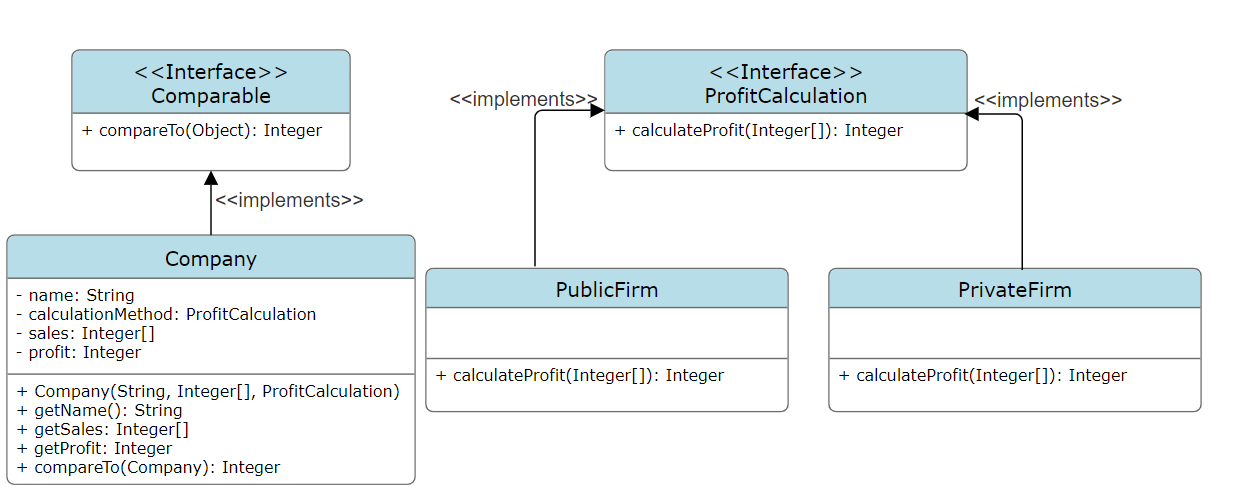 <<Interface>>
Comparable
+ compareTo(Object): Integer
<<implements>>
Company
- name: String
- calculationMethod: ProfitCalculation
- sales: Integer[]
- profit: Integer
+ Company(String, Integer[], ProfitCalculation)
+ getName(): String
+ getSales: Integer[]
+ getProfit: Integer
+ compareTo(Company): Integer
<<Interface>>
ProfitCalculation
+ calculateProfit(Integer[]): Integer
<<implements>>
<<implements>>
PublicFirm
+ calculateProfit(Integer[]): Integer
PrivateFirm
+ calculateProfit(Integer[]): Integer